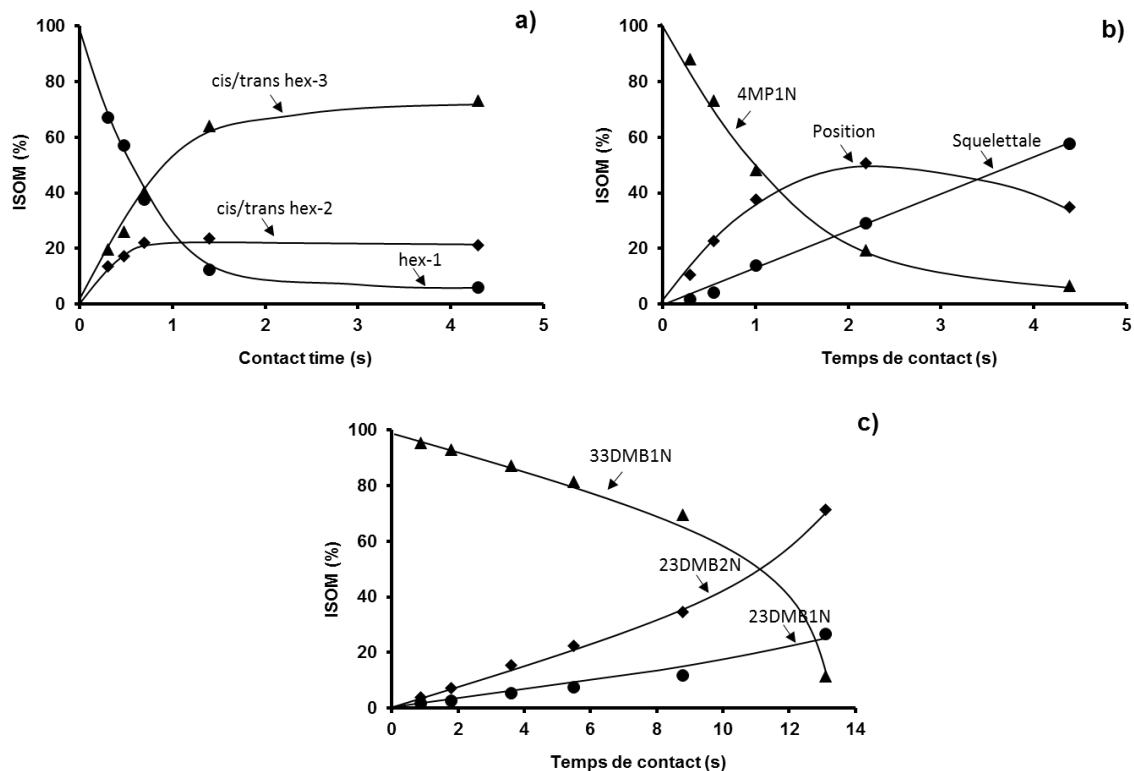 a)
100
80
60
40
20
0
ISOM (%)
cis/trans hex-3
cis/trans hex-2
hex-1
0 1 2 3 4 5
Contact time (s)
b)
100
80
60
40
20
0
ISOM (%)
4MP1N
Position
Squelettale
0 1 2 3 4 5
Temps de contact (s)
c)
100
80
60
40
20
0
ISOM (%)
33DMB1N
23DMB2N
23DMB1N
0 2 4 6 8 10 12 14
Temps de contact (s)